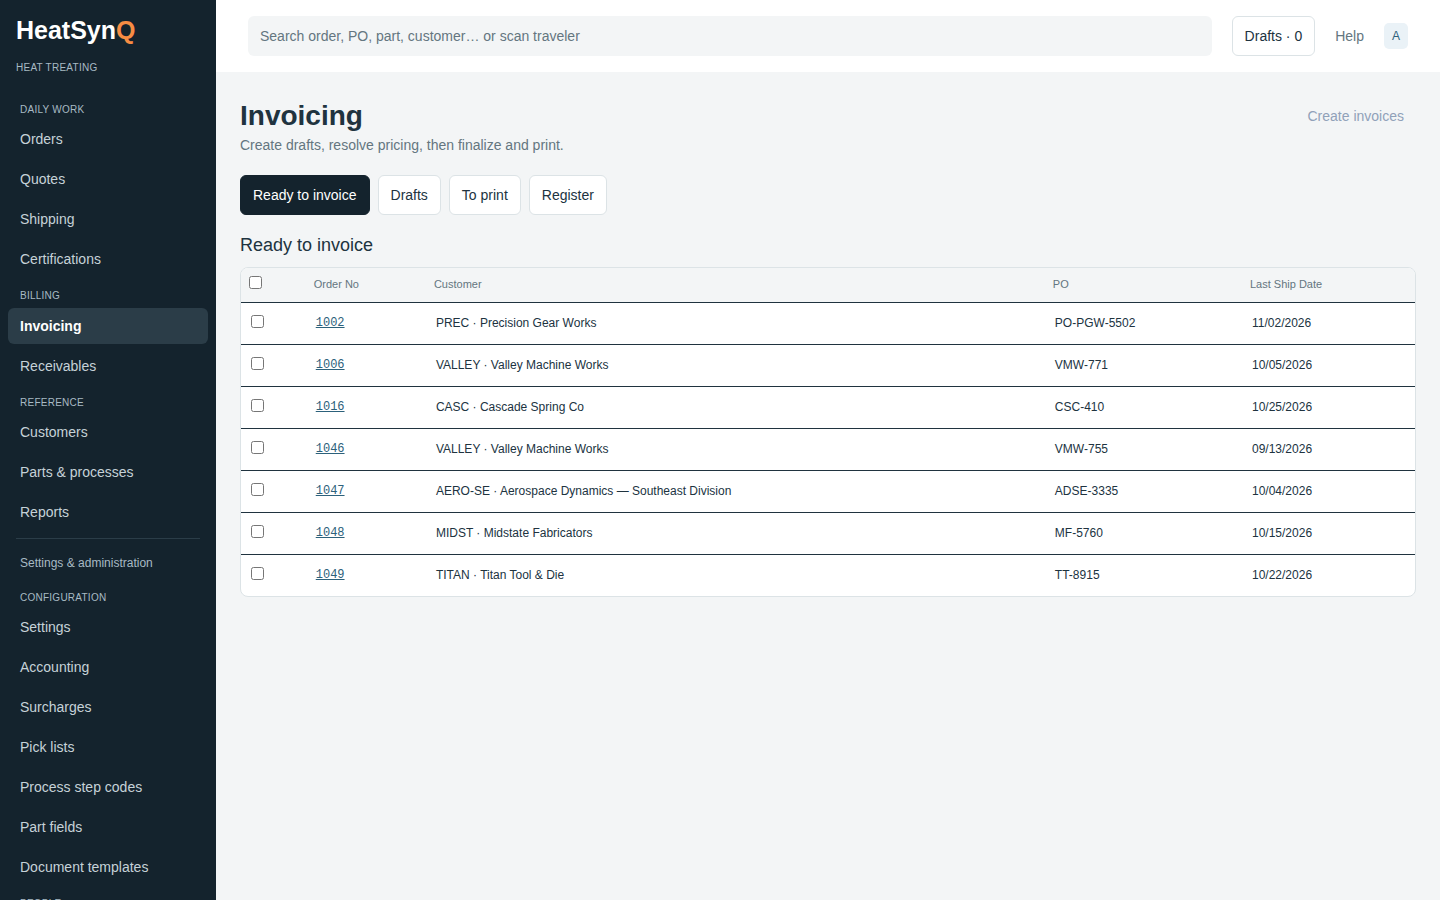 HeatSynQ
HEAT TREATING
DAILY WORK
Orders
Quotes
Shipping
Certifications
BILLING
Invoicing
Receivables
REFERENCE
Customers
Parts & processes
Reports
Settings & administration
CONFIGURATION
Settings
Accounting
Surcharges
Pick lists
Process step codes
Part fields
Document templates
Search order, PO, part, customer… or scan traveler
Drafts · 0
Help
A
Invoicing
Create invoices
Create drafts, resolve pricing, then finalize and print.
Ready to invoice
Drafts
To print
Register
Ready to invoice
Order No Customer PO Last Ship Date
1002 PREC · Precision Gear Works PO-PGW-5502 11/02/2026
1006 VALLEY · Valley Machine Works VMW-771 10/05/2026
1016 CASC · Cascade Spring Co CSC-410 10/25/2026
1046 VALLEY · Valley Machine Works VMW-755 09/13/2026
1047 AERO-SE · Aerospace Dynamics — Southeast Division ADSE-3335 10/04/2026
1048 MIDST · Midstate Fabricators MF-5760 10/15/2026
1049 TITAN · Titan Tool & Die TT-8915 10/22/2026